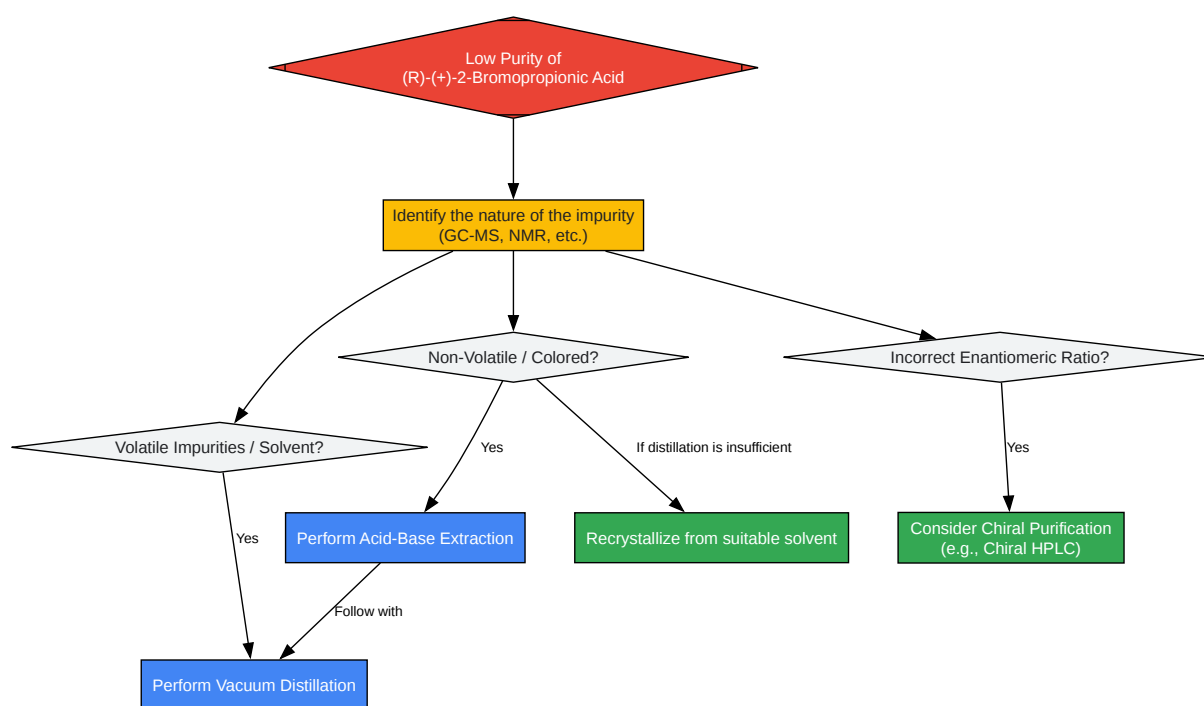 Low Purity of
(R)-(+)-2-Bromopropionic Acid
Identify the nature of the impurity
(GC-MS, NMR, etc.)
Non-Volatile / Colored?
Incorrect Enantiomeric Ratio?
Volatile Impurities / Solvent?
Yes
If distillation is insufficient
Yes
Yes
Perform Acid-Base Extraction
Recrystallize from suitable solvent
Consider Chiral Purification
(e.g., Chiral HPLC)
Follow with
Perform Vacuum Distillation